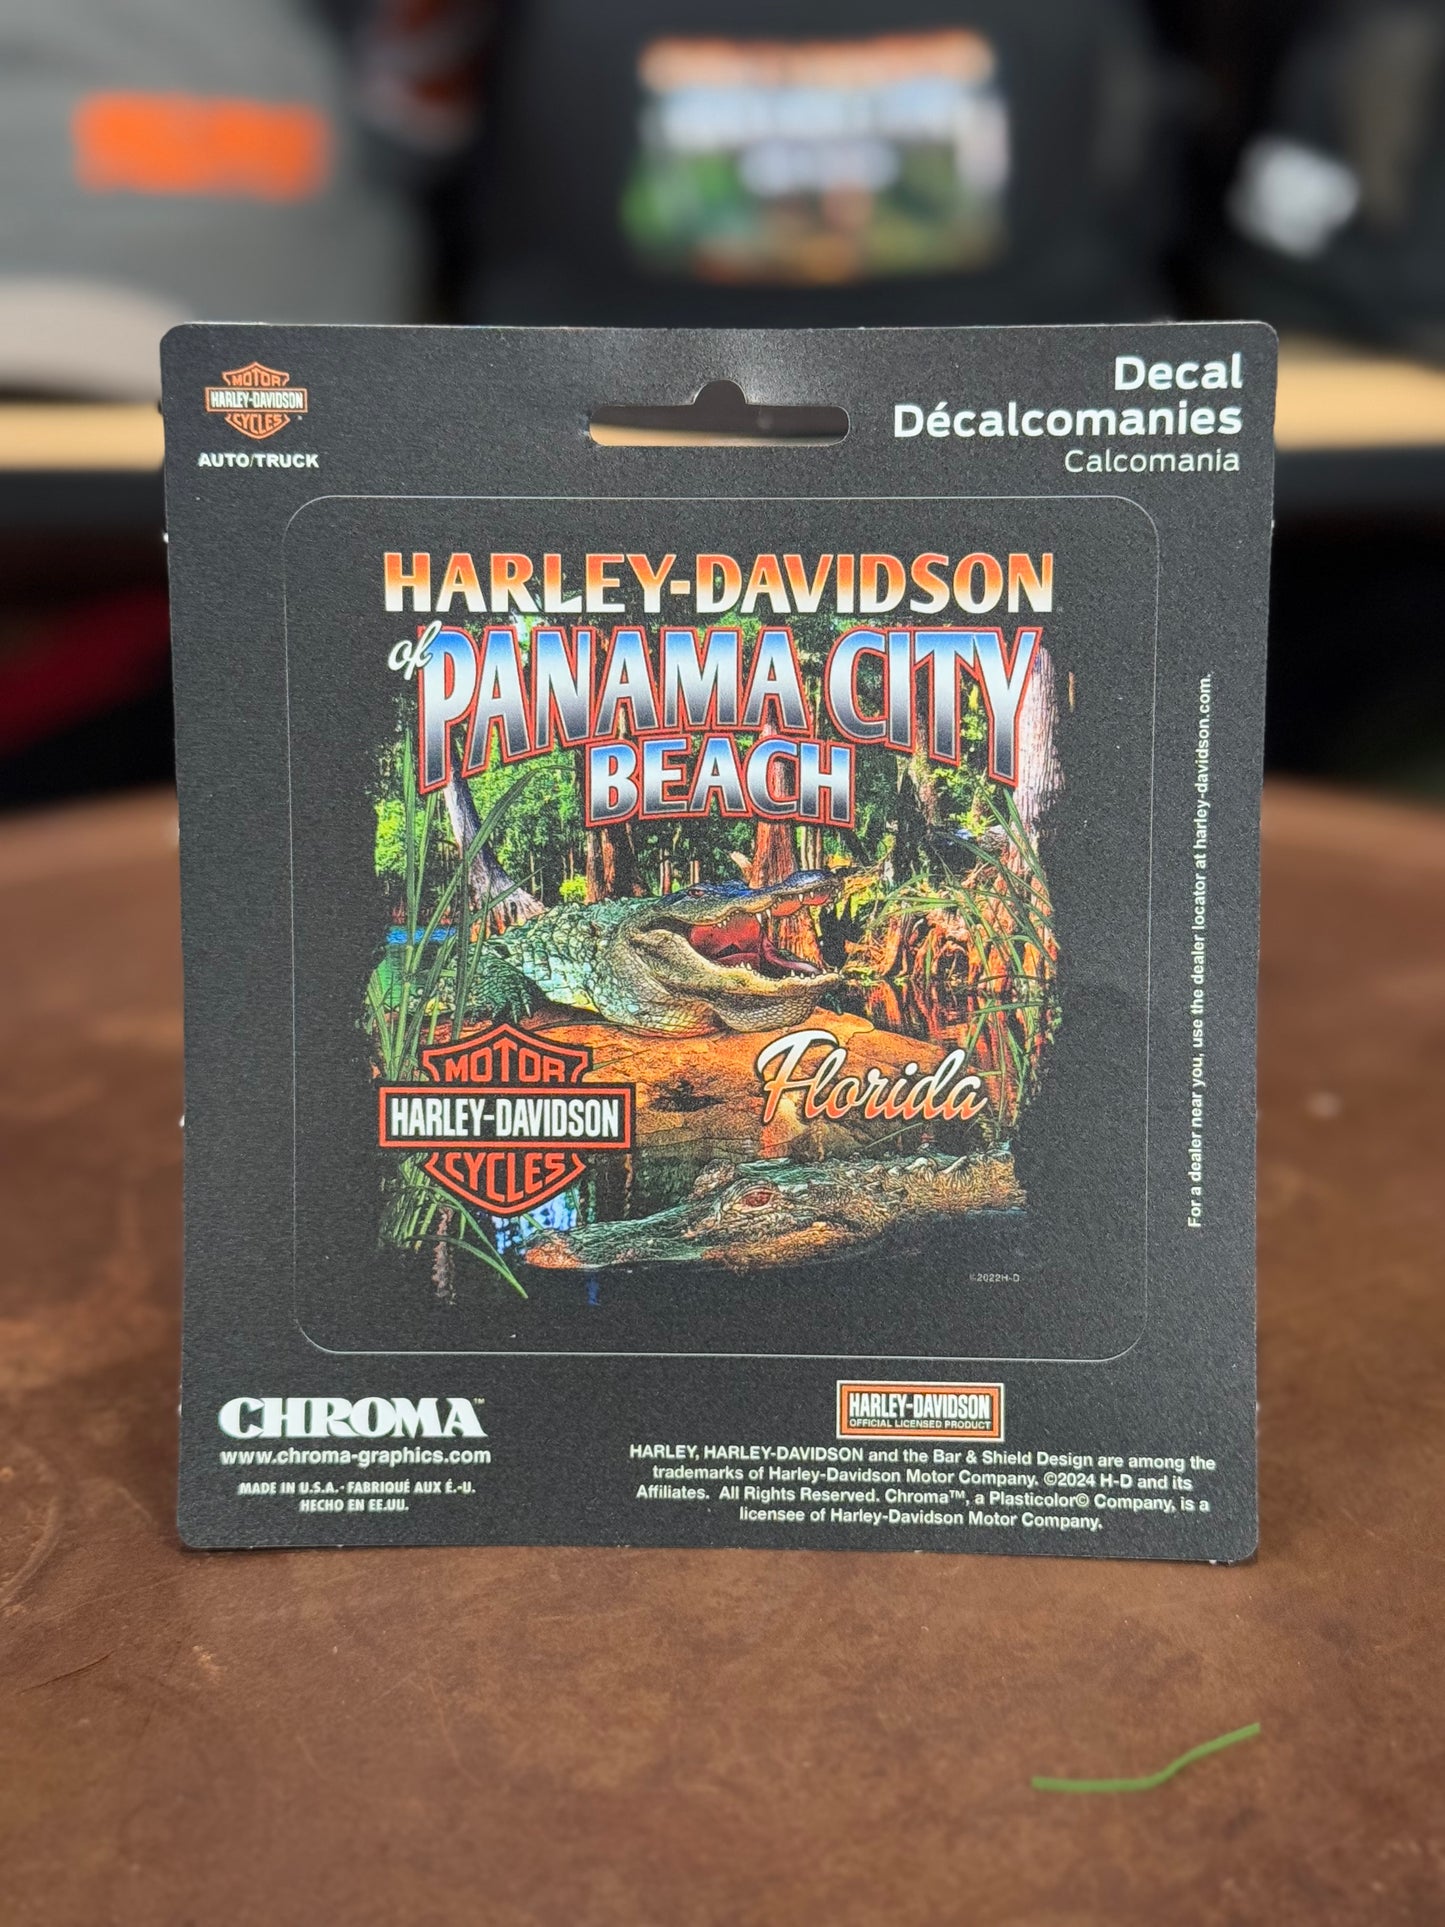 MOTOR
HARLEY-DAVIDSON
CYCLES
AUTO/TRUCK
Decal
Décalcomanies
Calcomania
HARLEY-DAVIDSON
of PANAMA CITY
BEACH
MOTOR
HARLEY-DAVIDSON
CYCLES
Florida
©2022H-D
For a dealer near you, use the dealer locator at harley-davidson.com.
CHROMA™
www.chroma-graphics.com
MADE IN U.S.A. - FABRIQUÉ AUX É.-U.
HECHO EN EE.UU.
HARLEY-DAVIDSON
OFFICIAL LICENSED PRODUCT
HARLEY, HARLEY-DAVIDSON and the Bar & Shield Design are among the
trademarks of Harley-Davidson Motor Company. ©2024 H-D and its
Affiliates. All Rights Reserved. Chroma™, a Plasticolor© Company, is a
licensee of Harley-Davidson Motor Company.